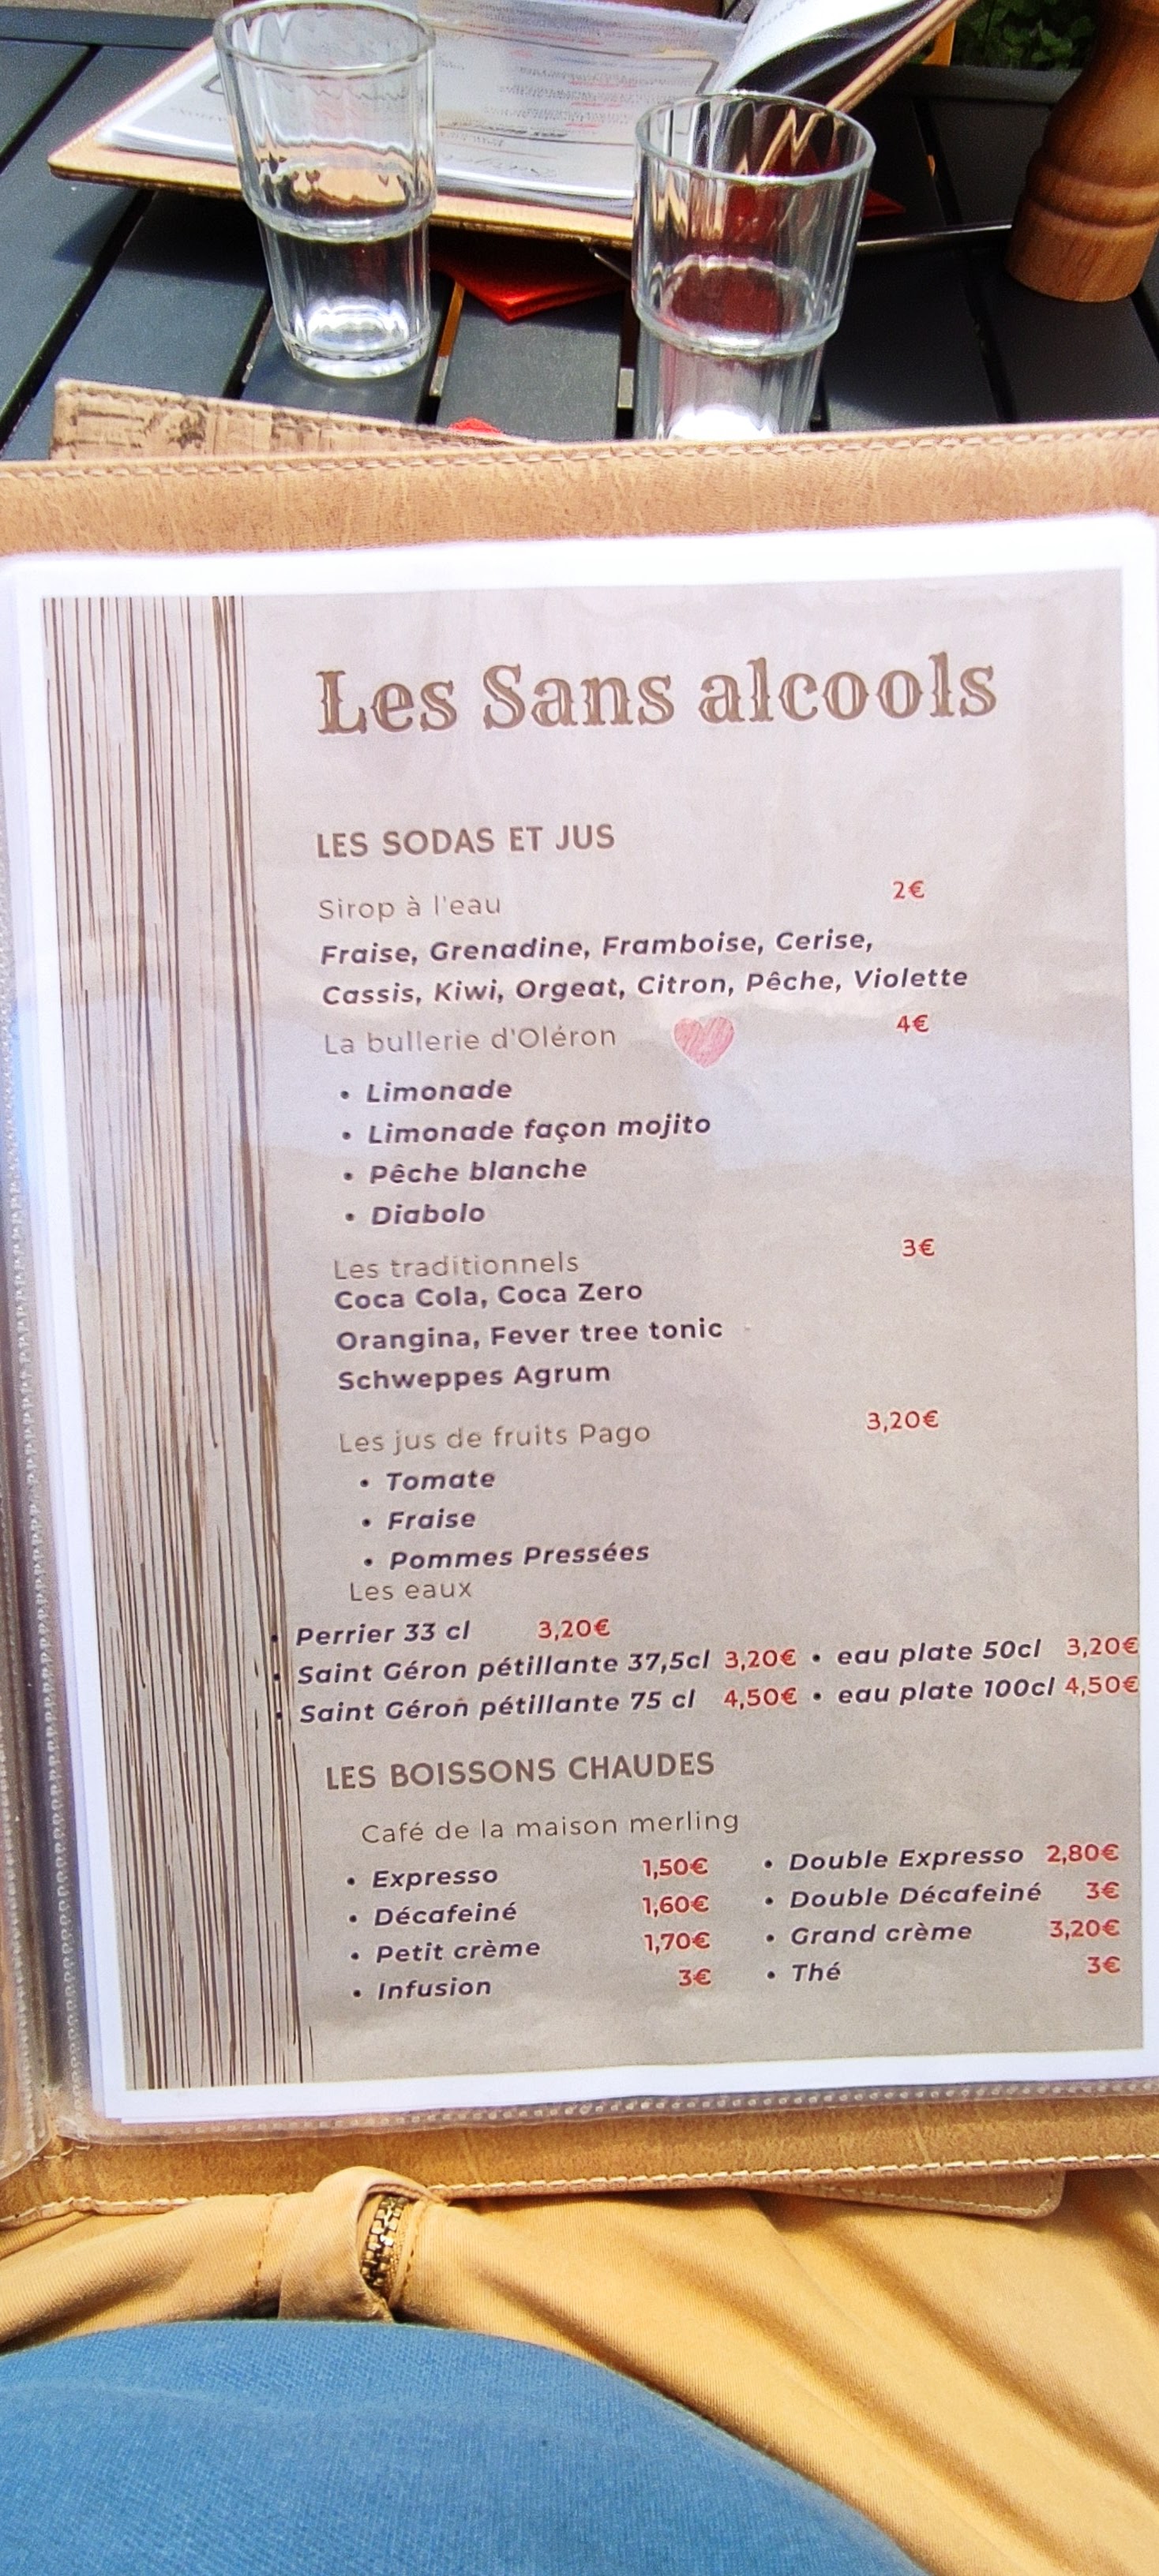 Les Sans alcools
LES SODAS ET JUS
Sirop à l'eau 2€
Fraise, Grenadine, Framboise, Cerise,
Cassis, Kiwi, Orgeat, Citron, Pêche, Violette
La bullerie d'Oléron 4€
• Limonade
• Limonade façon mojito
• Pêche blanche
• Diabolo
Les traditionnels 3€
Coca Cola, Coca Zero
Orangina, Fever tree tonic
Schweppes Agrum
Les jus de fruits Pago 3,20€
• Tomate
• Fraise
• Pommes Pressées
Les eaux
• Perrier 33 cl 3,20€
• Saint Géron pétillante 37,5cl 3,20€ • eau plate 50cl 3,20€
• Saint Géron pétillante 75 cl 4,50€ • eau plate 100cl 4,50€
LES BOISSONS CHAUDES
Café de la maison merling
• Expresso 1,50€ • Double Expresso 2,80€
• Décafeiné 1,60€ • Double Décafeiné 3€
• Petit crème 1,70€ • Grand crème 3,20€
• Infusion 3€ • Thé 3€